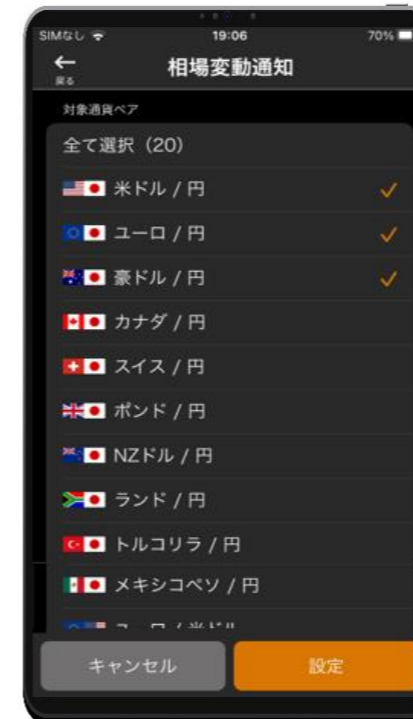 SIMなし 19:06 70%
← 相場変動通知
戻る
対象通貨ペア
全て選択（20）
米ドル / 円
ユーロ / 円
豪ドル / 円
カナダ / 円
スイス / 円
ポンド / 円
NZドル / 円
ランド / 円
トルコリラ / 円
メキシコペソ / 円
キャンセル 設定